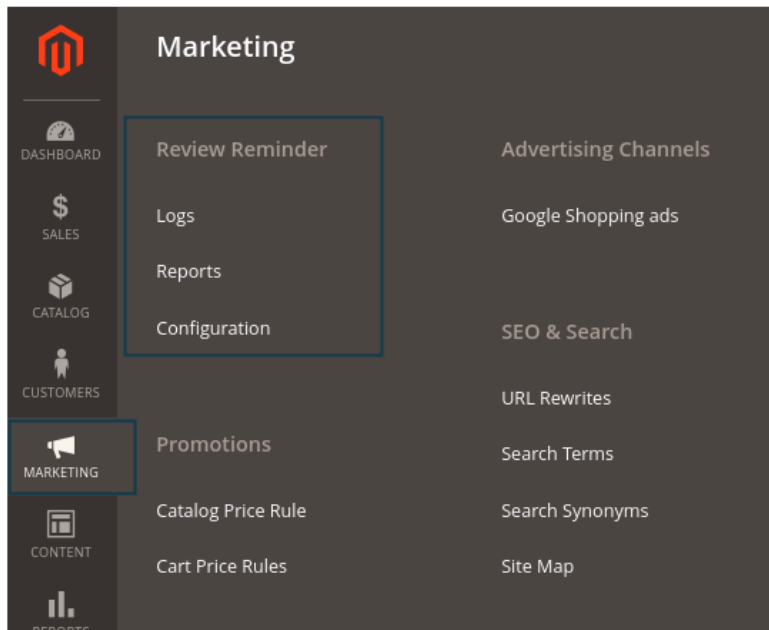 Marketing
DASHBOARD
SALES
CATALOG
CUSTOMERS
MARKETING
CONTENT
REPORTS
Review Reminder
Logs
Reports
Configuration
Promotions
Catalog Price Rule
Cart Price Rules
Advertising Channels
Google Shopping ads
SEO & Search
URL Rewrites
Search Terms
Search Synonyms
Site Map